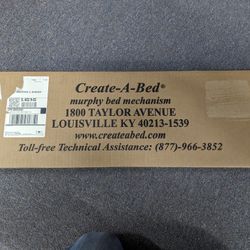 Create-A-Bed®
murphy bed mechanism
1800 TAYLOR AVENUE
LOUISVILLE KY 40213-1539
www.createabed.com
Toll-free Technical Assistance: (877)-966-3852